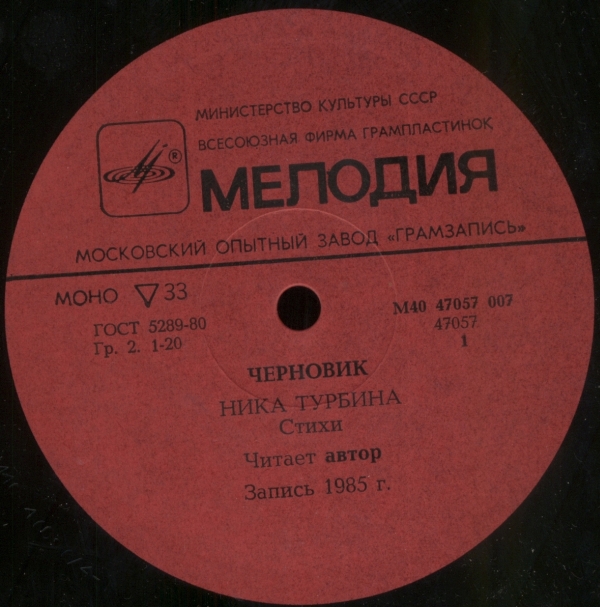 МИНИСТЕРСТВО КУЛЬТУРЫ СССР
ВСЕСОЮЗНАЯ ФИРМА ГРАМПЛАСТИНОК
®
МЕЛОДИЯ
МОСКОВСКИЙ ОПЫТНЫЙ ЗАВОД «ГРАМЗАПИСЬ»
МОНО 33
ГОСТ 5289-80
Гр. 2. 1-20
М40 47057 007
47057
1
ЧЕРНОВИК
НИКА ТУРБИНА
Стихи
Читает автор
Запись 1985 г.